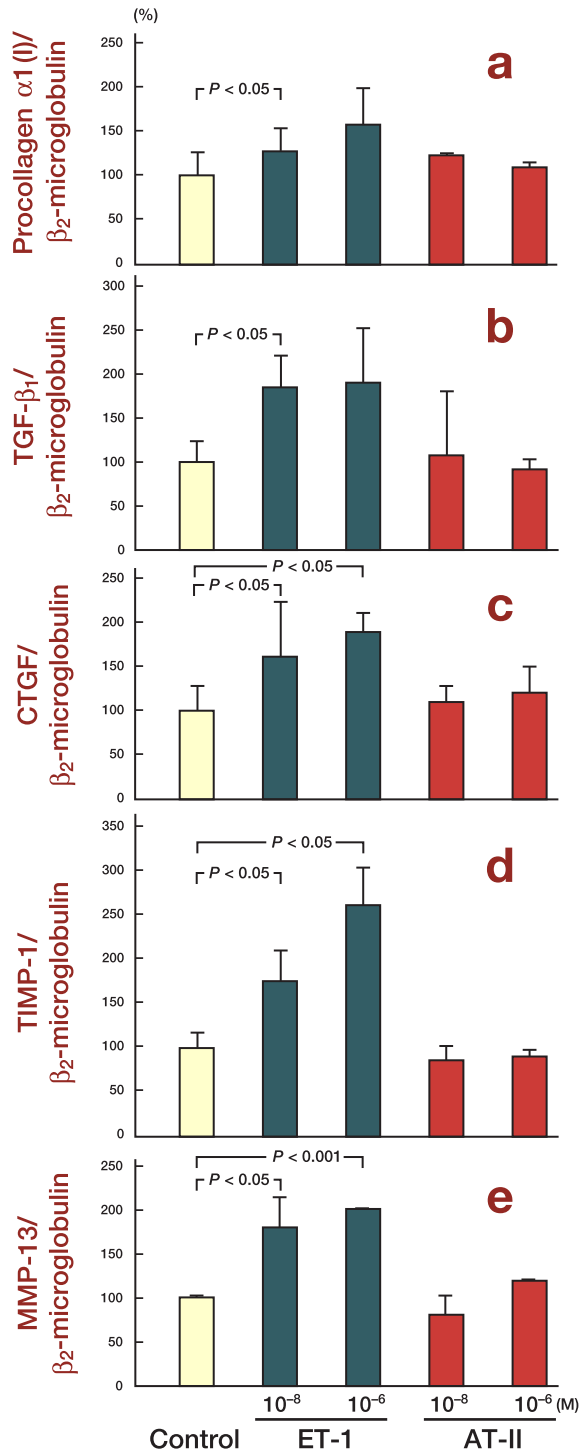 (%)
Procollagen α1(I)/
β₂-microglobulin
250
200
150
100
50
0
P < 0.05
a
TGF-β₁/
β₂-microglobulin
300
250
200
150
100
50
0
P < 0.05
b
CTGF/
β₂-microglobulin
250
200
150
100
50
0
P < 0.05
P < 0.05
c
TIMP-1/
β₂-microglobulin
350
300
250
200
150
100
50
0
P < 0.05
P < 0.05
d
MMP-13/
β₂-microglobulin
250
200
150
100
50
0
P < 0.001
P < 0.05
e
10⁻⁸ 10⁻⁶ 10⁻⁸ 10⁻⁶ (M)
Control ET-1 AT-II